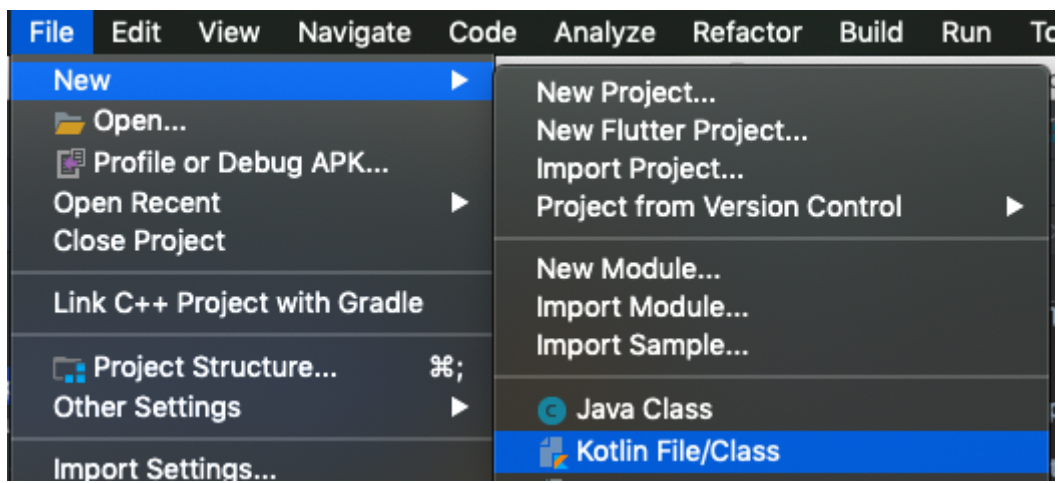 File Edit View Navigate Code Analyze Refactor Build Run
New
Open...
Profile or Debug APK...
Open Recent
Close Project
Link C++ Project with Gradle
Project Structure... ⌘;
Other Settings
Import Settings...
New Project...
New Flutter Project...
Import Project...
Project from Version Control
New Module...
Import Module...
Import Sample...
C Java Class
Kotlin File/Class